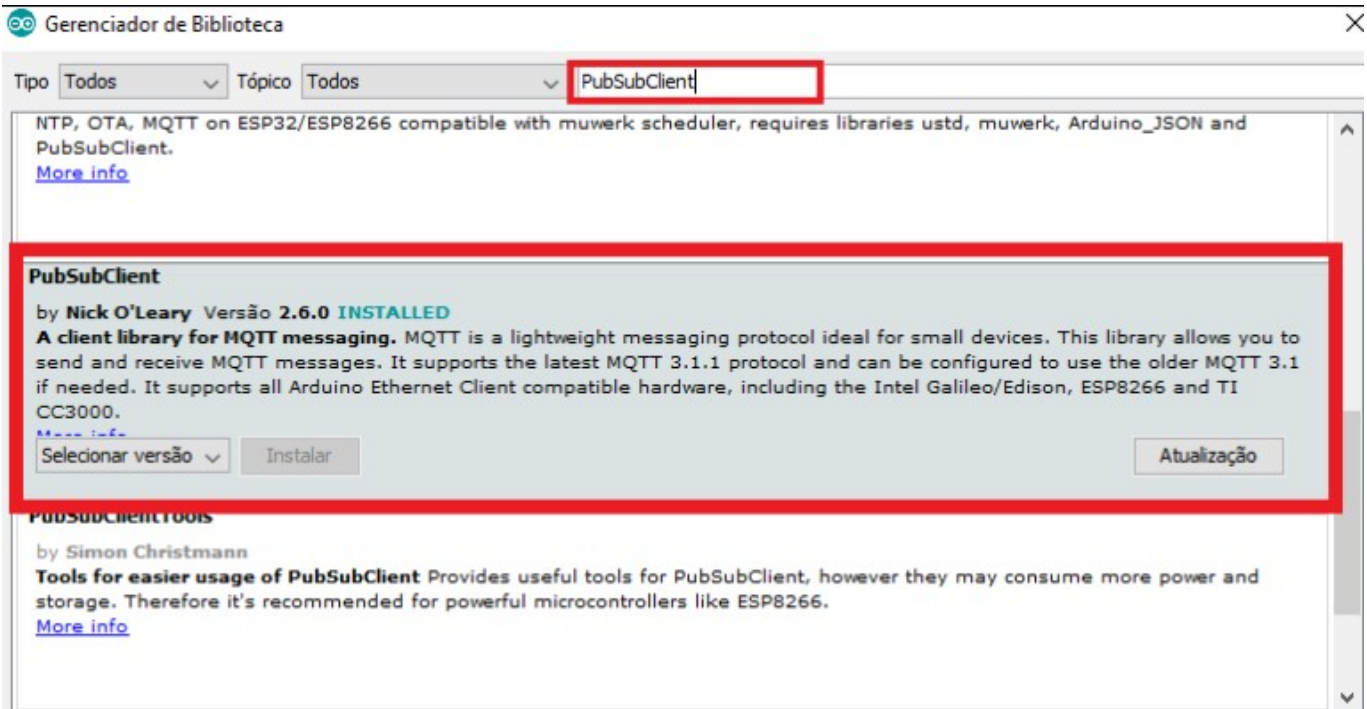 Gerenciador de Biblioteca
Tipo Todos Tópico Todos PubSubClient
NTP, OTA, MQTT on ESP32/ESP8266 compatible with muwerk scheduler, requires libraries ustd, muwerk, Arduino_JSON and
PubSubClient.
More info
PubSubClient
by Nick O'Leary Versão 2.6.0 INSTALLED
A client library for MQTT messaging. MQTT is a lightweight messaging protocol ideal for small devices. This library allows you to
send and receive MQTT messages. It supports the latest MQTT 3.1.1 protocol and can be configured to use the older MQTT 3.1
if needed. It supports all Arduino Ethernet Client compatible hardware, including the Intel Galileo/Edison, ESP8266 and TI
CC3000.
More info
Selecionar versão Instalar Atualização
PubSubClientTools
by Simon Christmann
Tools for easier usage of PubSubClient Provides useful tools for PubSubClient, however they may consume more power and
storage. Therefore it's recommended for powerful microcontrollers like ESP8266.
More info